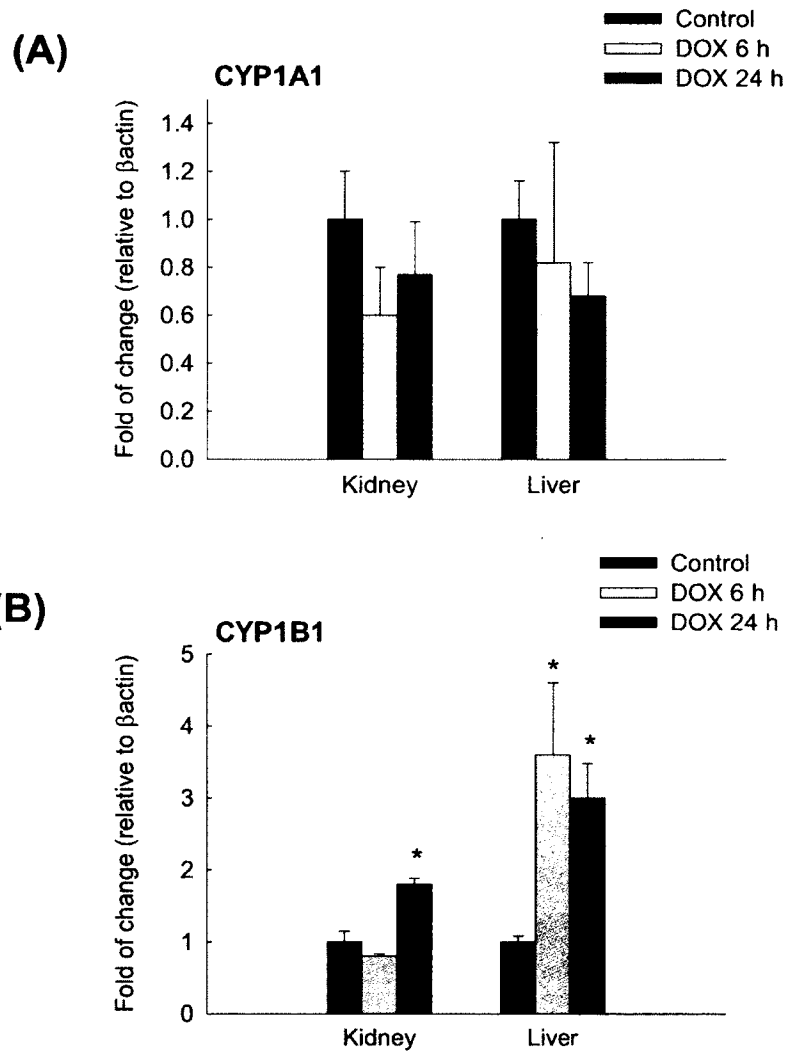 (A)
Control
DOX 6 h
DOX 24 h
CYP1A1
Fold of change (relative to βactin)
1.4
1.2
1.0
0.8
0.6
0.4
0.2
0.0
Kidney
Liver
(B)
Control
DOX 6 h
DOX 24 h
CYP1B1
Fold of change (relative to βactin)
5
4
3
2
1
0
*
*
*
Kidney
Liver